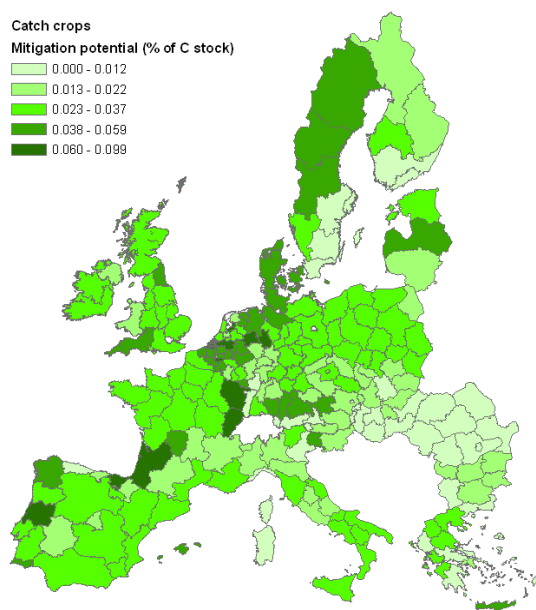 Catch crops
Mitigation potential (% of C stock)
0.000 - 0.012
0.013 - 0.022
0.023 - 0.037
0.038 - 0.059
0.060 - 0.099